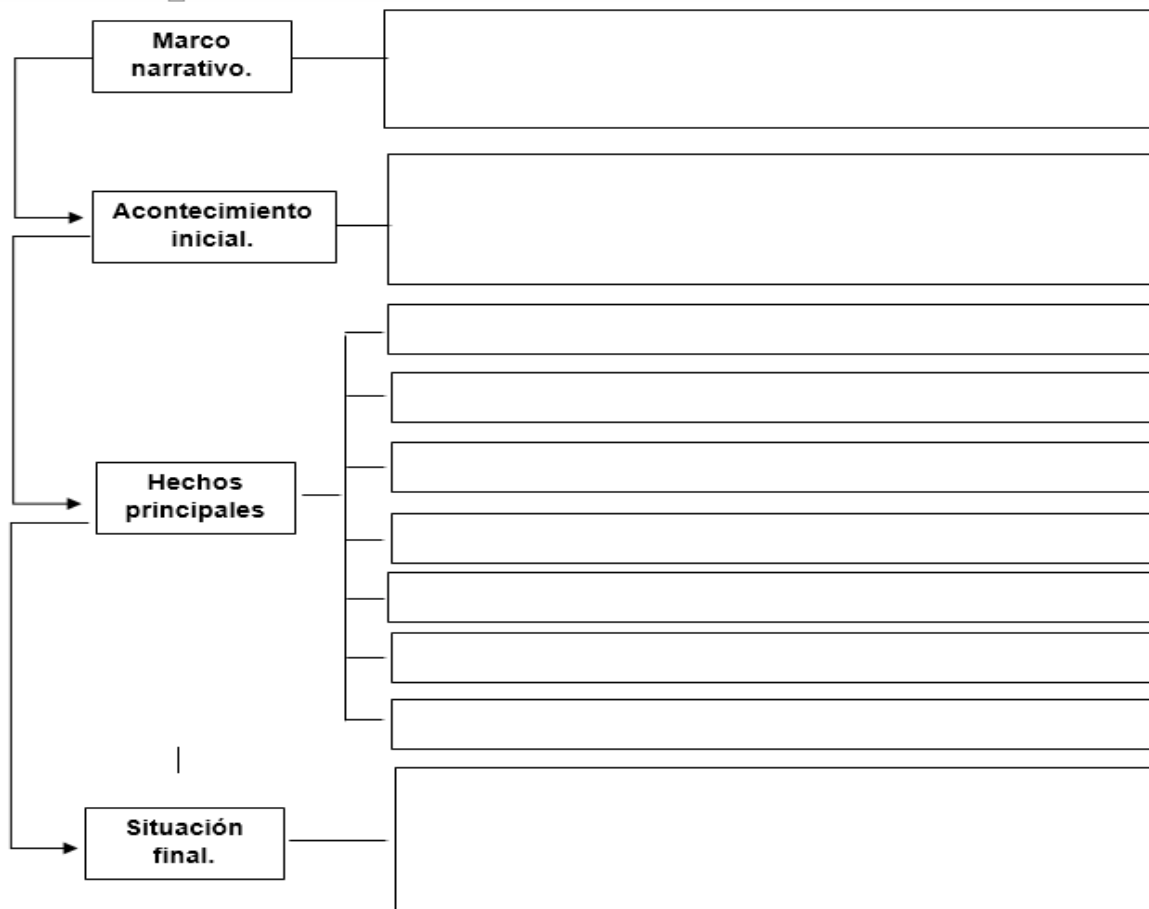 Marco
narrativo.
Acontecimiento
inicial.
Hechos
principales
Situación
final.